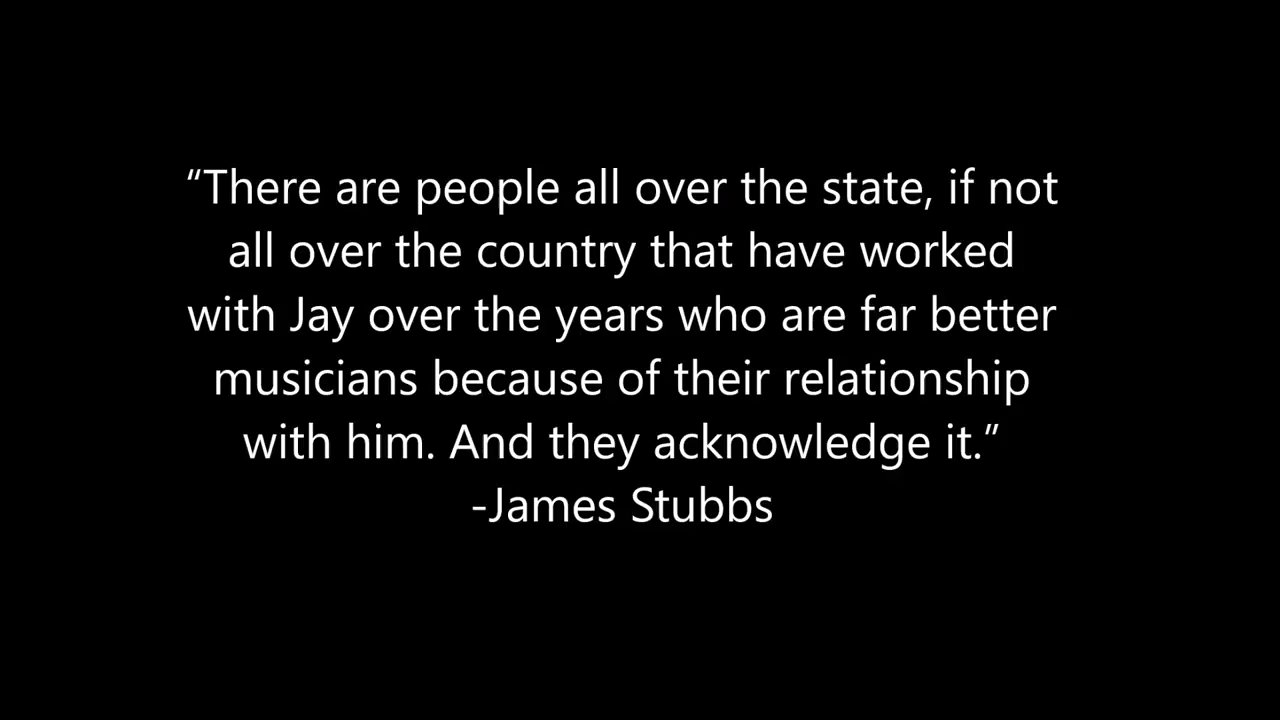 “There are people all over the state, if not
all over the country that have worked
with Jay over the years who are far better
musicians because of their relationship
with him. And they acknowledge it.”
-James Stubbs